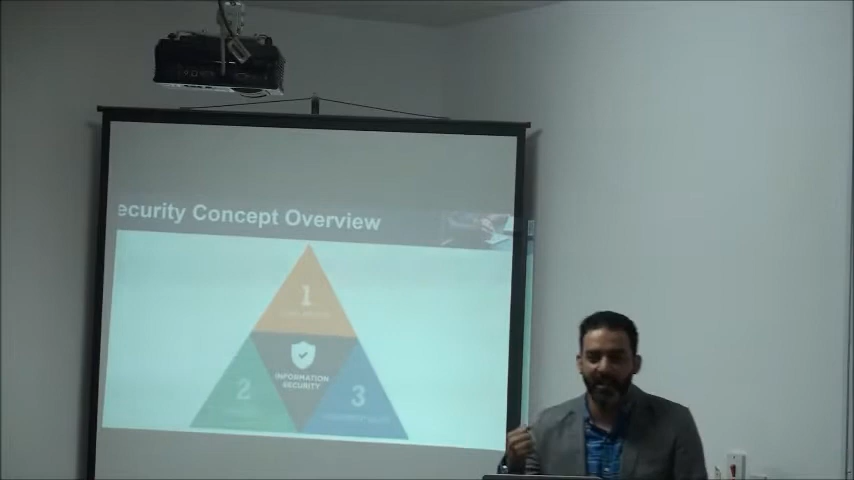 ecurity Concept Overview
1
INFORMATION
SECURITY
2
3